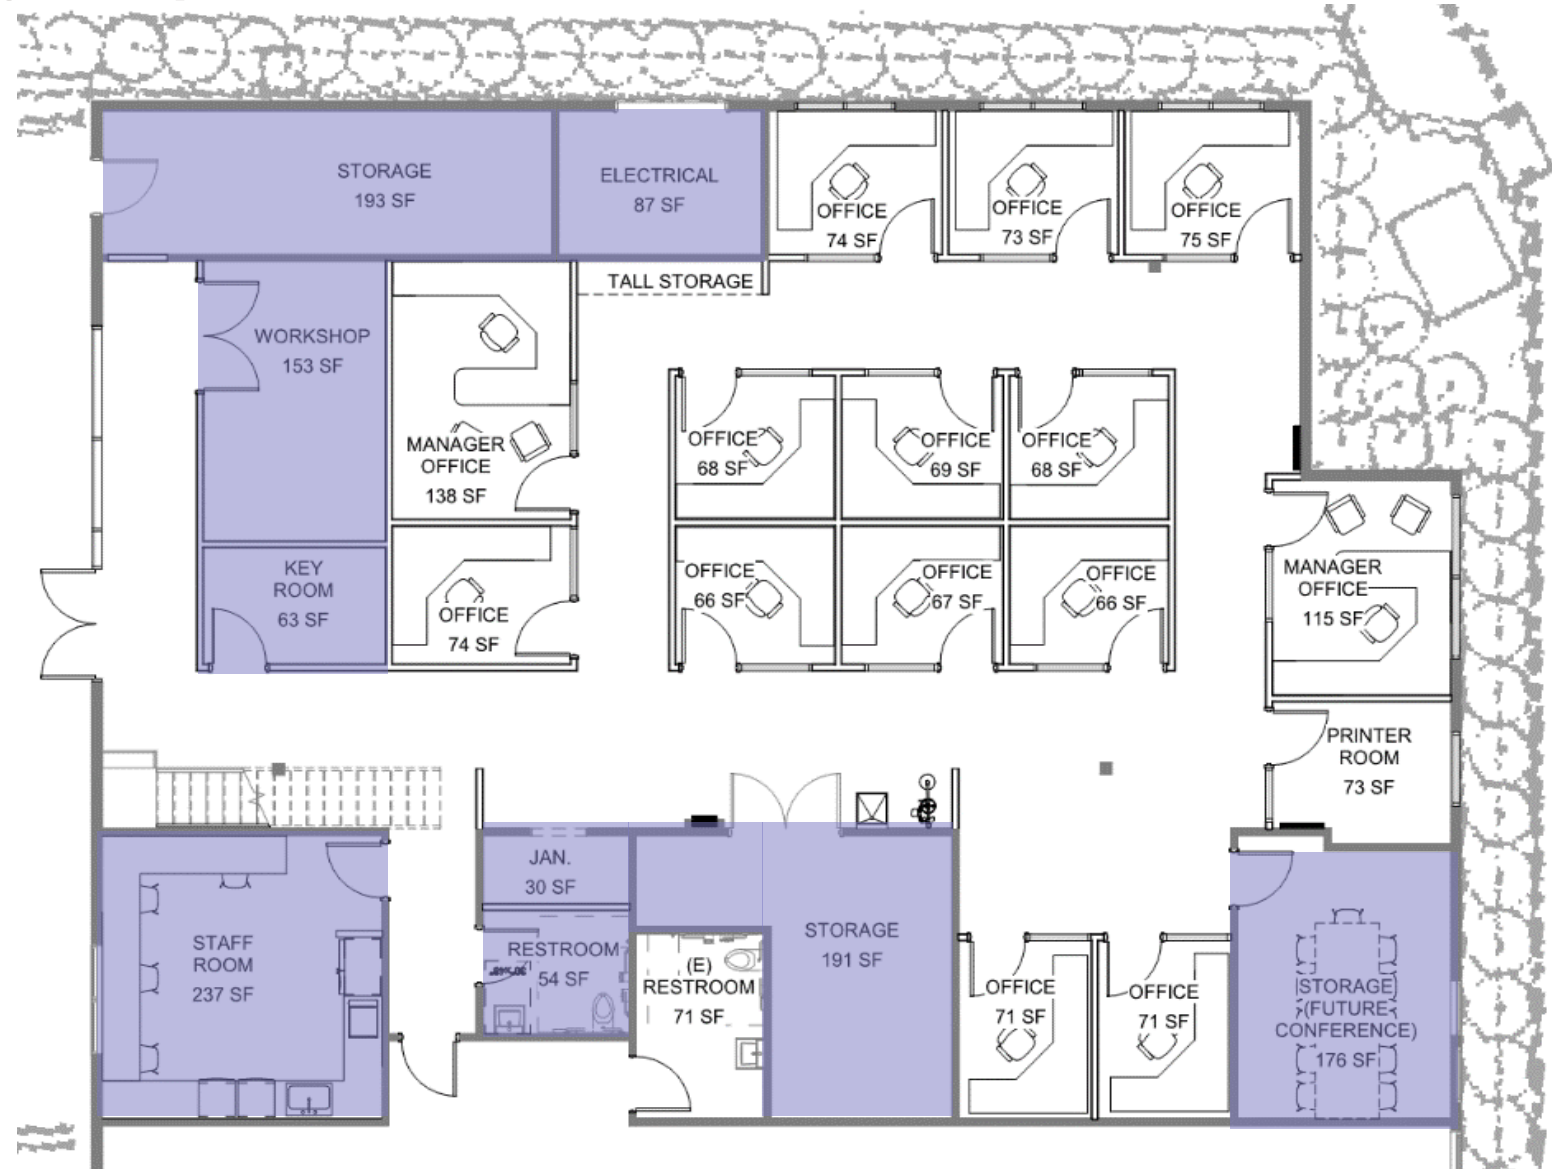 STORAGE
193 SF
ELECTRICAL
87 SF
OFFICE
74 SF
OFFICE
73 SF
OFFICE
75 SF
TALL STORAGE
WORKSHOP
153 SF
MANAGER
OFFICE
138 SF
OFFICE
68 SF
OFFICE
69 SF
OFFICE
68 SF
KEY
ROOM
63 SF
OFFICE
74 SF
OFFICE
66 SF
OFFICE
67 SF
OFFICE
66 SF
MANAGER
OFFICE
115 SF
PRINTER
ROOM
73 SF
JAN.
30 SF
STAFF
ROOM
237 SF
RESTROOM
54 SF
(E)
RESTROOM
71 SF
STORAGE
191 SF
OFFICE
71 SF
OFFICE
71 SF
STORAGE
(FUTURE
CONFERENCE)
176 SF